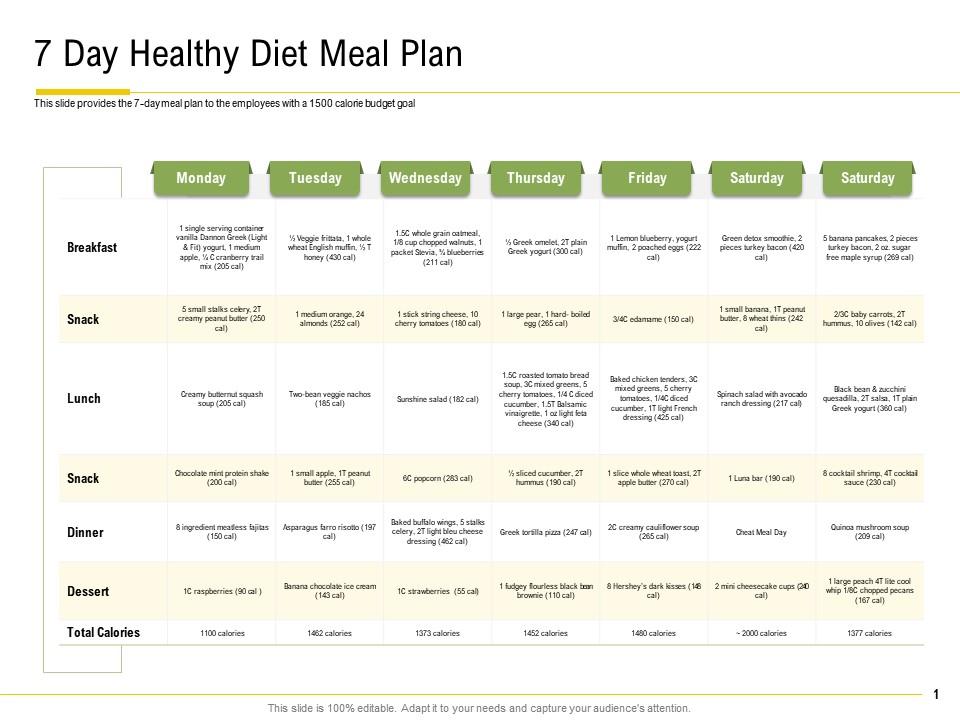 7 Day Healthy Diet Meal Plan
This slide provides the 7-day meal plan to the employees with a 1500 calorie budget goal
Monday
Tuesday
Wednesday
Thursday
Friday
Saturday
Saturday
Breakfast
1 single serving container
vanilla Dannon Greek (Light
& Fit) yogurt, 1 medium
apple, ¼ C cranberry trail
mix (205 cal)
½ Veggie frittata, 1 whole
wheat English muffin, ½ T
honey (430 cal)
1.5C whole grain oatmeal,
1/8 cup chopped walnuts, 1
packet Stevia, ¾ blueberries
(211 cal)
½ Greek omelet, 2T plain
Greek yogurt (300 cal)
1 Lemon blueberry, yogurt
muffin, 2 poached eggs (222
cal)
Green detox smoothie, 2
pieces turkey bacon (420
cal)
5 banana pancakes, 2 pieces
turkey bacon, 2 oz. sugar
free maple syrup (269 cal)
Snack
5 small stalks celery, 2T
creamy peanut butter (250
cal)
1 medium orange, 24
almonds (252 cal)
1 stick string cheese, 10
cherry tomatoes (180 cal)
1 large pear, 1 hard- boiled
egg (265 cal)
3/4C edamame (150 cal)
1 small banana, 1T peanut
butter, 8 wheat thins (242
cal)
2/3C baby carrots, 2T
hummus, 10 olives (142 cal)
Lunch
Creamy butternut squash
soup (205 cal)
Two-bean veggie nachos
(185 cal)
Sunshine salad (182 cal)
1.5C roasted tomato bread
soup, 3C mixed greens, 5
cherry tomatoes, 1/4 C diced
cucumber, 1.5T Balsamic
vinaigrette, 1 oz light feta
cheese (340 cal)
Baked chicken tenders, 3C
mixed greens, 5 cherry
tomatoes, 1/4C diced
cucumber, 1T light French
dressing (425 cal)
Spinach salad with avocado
ranch dressing (217 cal)
Black bean & zucchini
quesadilla, 2T salsa, 1T plain
Greek yogurt (360 cal)
Snack
Chocolate mint protein shake
(200 cal)
1 small apple, 1T peanut
butter (255 cal)
6C popcorn (283 cal)
½ sliced cucumber, 2T
hummus (190 cal)
1 slice whole wheat toast, 2T
apple butter (270 cal)
1 Luna bar (190 cal)
8 cocktail shrimp, 4T cocktail
sauce (230 cal)
Dinner
8 ingredient meatless fajitas
(150 cal)
Asparagus farro risotto (197
cal)
Baked buffalo wings, 5 stalks
celery, 2T light bleu cheese
dressing (462 cal)
Greek tortilla pizza (247 cal)
2C creamy cauliflower soup
(265 cal)
Cheat Meal Day
Quinoa mushroom soup
(209 cal)
Dessert
1C raspberries (90 cal )
Banana chocolate ice cream
(143 cal)
1C strawberries (55 cal)
1 fudgey flourless black bean
brownie (110 cal)
8 Hershey's dark kisses (148
cal)
2 mini cheesecake cups (240
cal)
1 large peach 4T lite cool
whip 1/8C chopped pecans
(167 cal)
Total Calories
1100 calories
1462 calories
1373 calories
1452 calories
1480 calories
~ 2000 calories
1377 calories
1
This slide is 100% editable. Adapt it to your needs and capture your audience's attention.